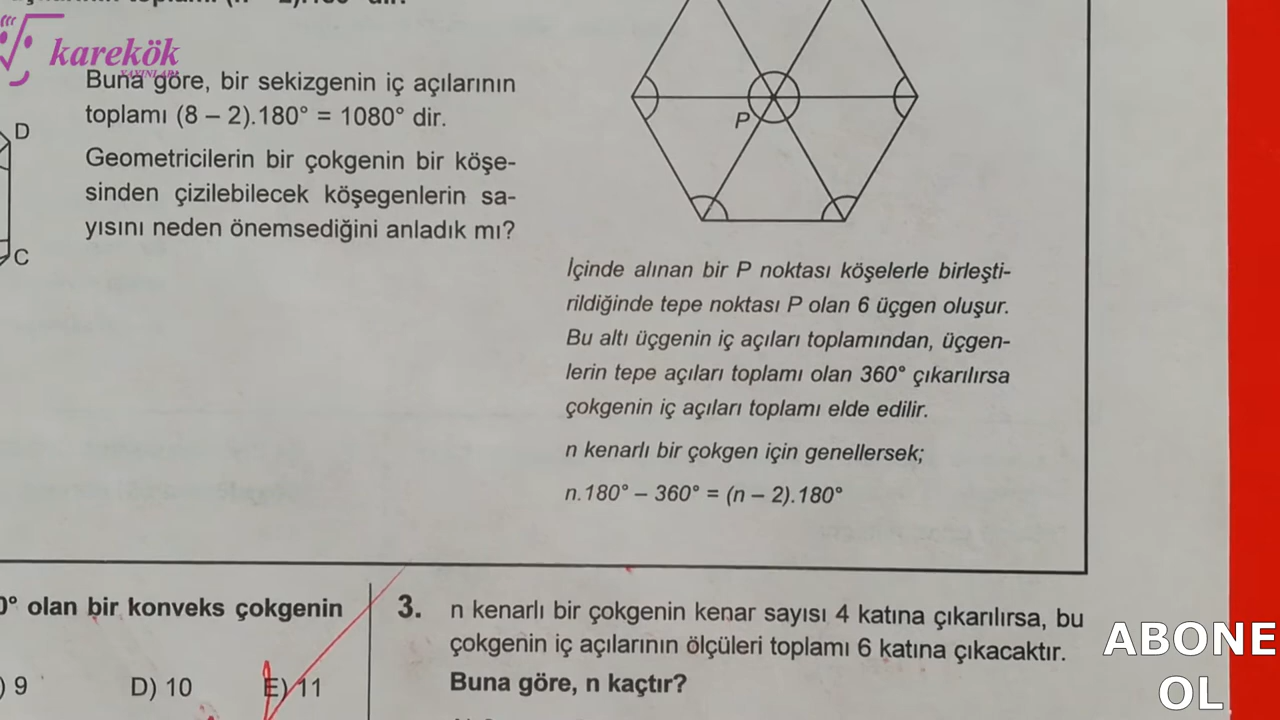 karekök
YAYINLARI
Buna göre, bir sekizgenin iç açılarının
toplamı (8 – 2).180° = 1080° dir.
Geometricilerin bir çokgenin bir köşe-
sinden çizilebilecek köşegenlerin sa-
yısını neden önemsediğini anladık mı?
D
C
P
İçinde alınan bir P noktası köşelerle birleşti-
rildiğinde tepe noktası P olan 6 üçgen oluşur.
Bu altı üçgenin iç açıları toplamından, üçgen-
lerin tepe açıları toplamı olan 360° çıkarılırsa
çokgenin iç açıları toplamı elde edilir.
n kenarlı bir çokgen için genellersek;
n.180° – 360° = (n – 2).180°
0° olan bir konveks çokgenin
) 9 D) 10 E) 11
3. n kenarlı bir çokgenin kenar sayısı 4 katına çıkarılırsa, bu
çokgenin iç açılarının ölçüleri toplamı 6 katına çıkacaktır.
Buna göre, n kaçtır?
ABONE
OL